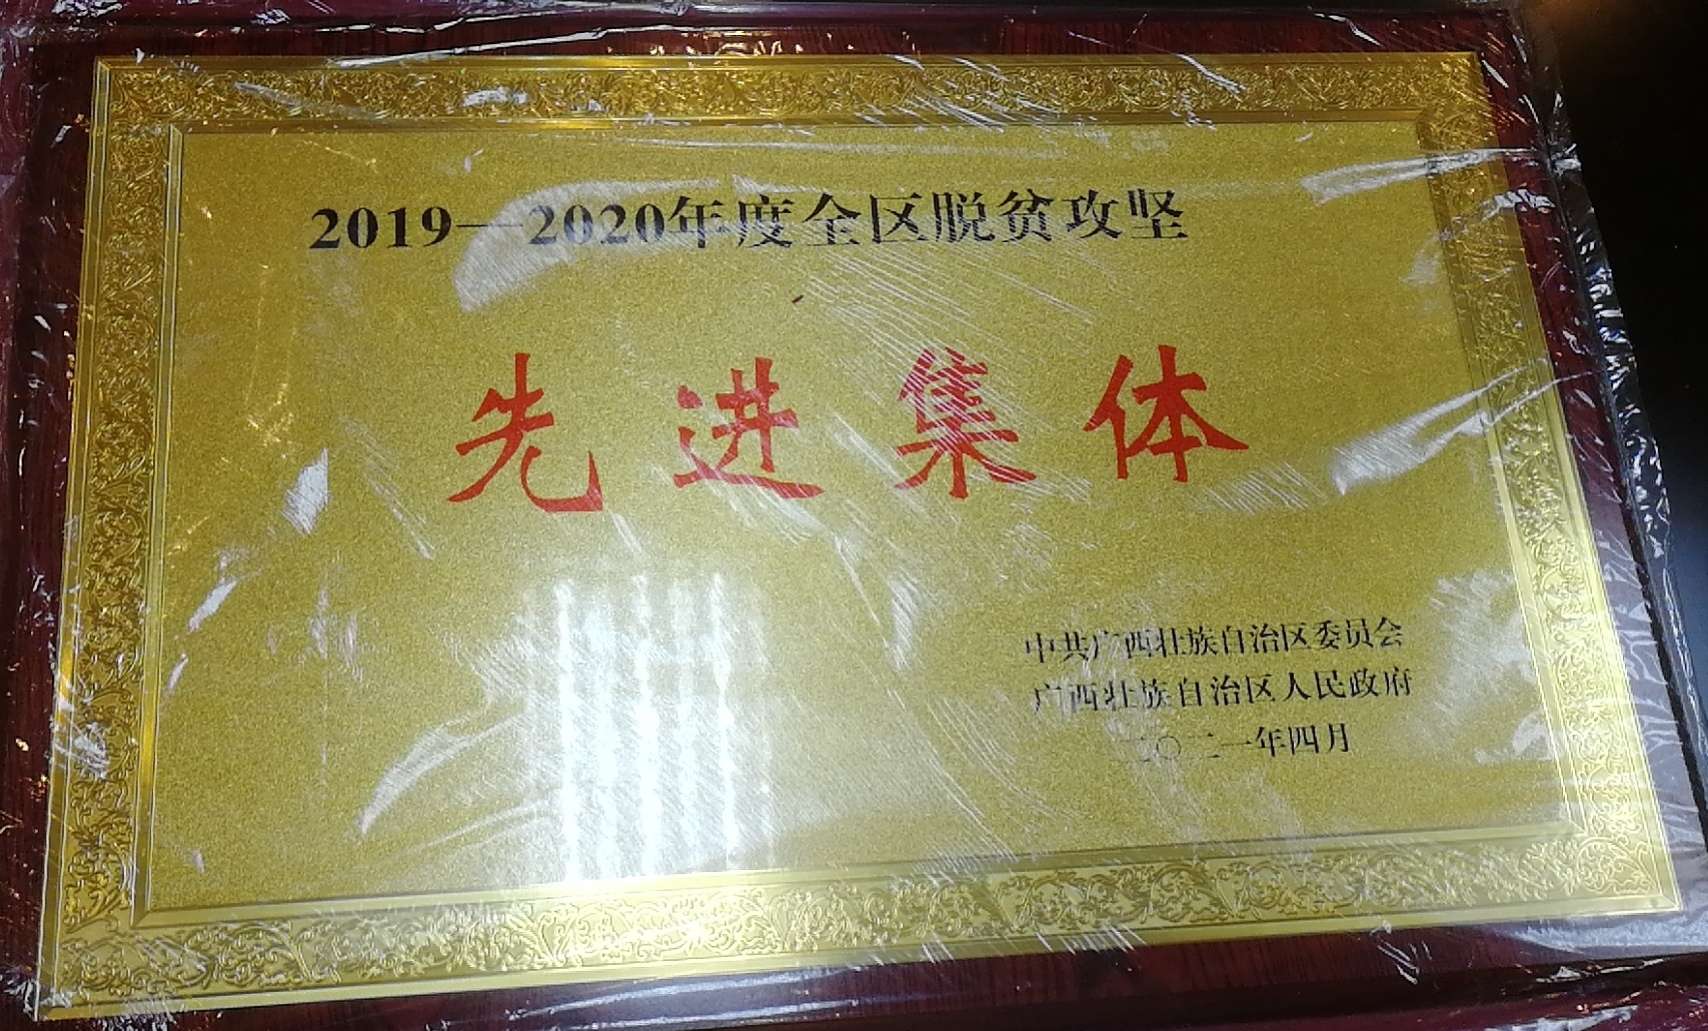 2019—2020年度全区脱贫攻坚
先进集体
中共广西壮族自治区委员会
广西壮族自治区人民政府
二〇二一年四月